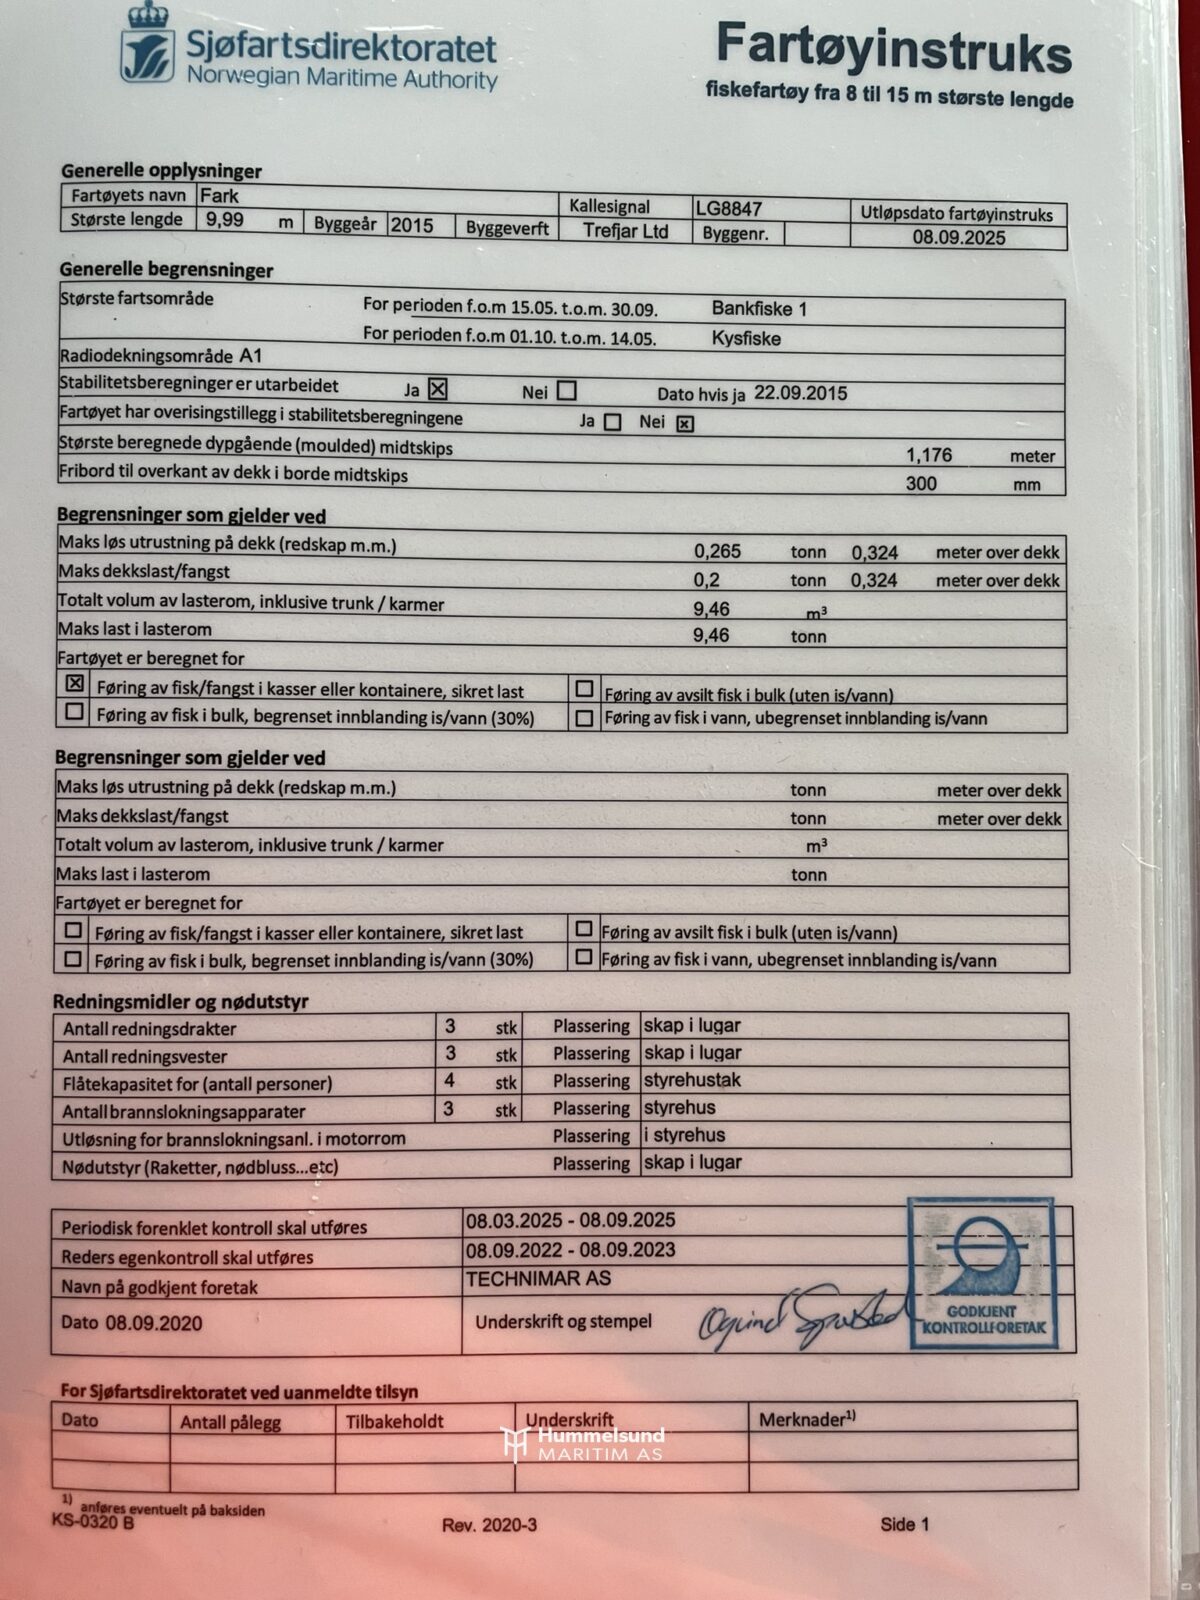 Sjøfartsdirektoratet
Norwegian Maritime Authority
Fartøyinstruks
fiskefartøy fra 8 til 15 m største lengde
Generelle opplysninger
Fartøyets navn Fark Kallesignal LG8847 Utløpsdato fartøyinstruks
Største lengde 9,99 m Byggeår 2015 Byggeverft Trefjar Ltd Byggenr. 08.09.2025
Generelle begrensninger
Største fartsområde For perioden f.o.m 15.05. t.o.m. 30.09. Bankfiske 1
For perioden f.o.m 01.10. t.o.m. 14.05. Kysfiske
Radiodekningsområde A1
Stabilitetsberegninger er utarbeidet Ja ☒ Nei ☐ Dato hvis ja 22.09.2015
Fartøyet har overisingstillegg i stabilitetsberegningene Ja ☐ Nei ☒
Største beregnede dypgående (moulded) midtskips 1,176 meter
Fribord til overkant av dekk i borde midtskips 300 mm
Begrensninger som gjelder ved
Maks løs utrustning på dekk (redskap m.m.) 0,265 tonn 0,324 meter over dekk
Maks dekkslast/fangst 0,2 tonn 0,324 meter over dekk
Totalt volum av lasterom, inklusive trunk / karmer 9,46 m³
Maks last i lasterom 9,46 tonn
Fartøyet er beregnet for
☒ Føring av fisk/fangst i kasser eller kontainere, sikret last ☐ Føring av avsilt fisk i bulk (uten is/vann)
☐ Føring av fisk i bulk, begrenset innblanding is/vann (30%) ☐ Føring av fisk i vann, ubegrenset innblanding is/vann
Begrensninger som gjelder ved
Maks løs utrustning på dekk (redskap m.m.) tonn meter over dekk
Maks dekkslast/fangst tonn meter over dekk
Totalt volum av lasterom, inklusive trunk / karmer m³
Maks last i lasterom tonn
Fartøyet er beregnet for
☐ Føring av fisk/fangst i kasser eller kontainere, sikret last ☐ Føring av avsilt fisk i bulk (uten is/vann)
☐ Føring av fisk i bulk, begrenset innblanding is/vann (30%) ☐ Føring av fisk i vann, ubegrenset innblanding is/vann
Redningsmidler og nødutstyr
Antall redningsdrakter 3 stk Plassering skap i lugar
Antall redningsvester 3 stk Plassering skap i lugar
Flåtekapasitet for (antall personer) 4 stk Plassering styrehustak
Antall brannslokningsapparater 3 stk Plassering styrehus
Utløsning for brannslokningsanl. i motorrom Plassering i styrehus
Nødutstyr (Raketter, nødbluss...etc) Plassering skap i lugar
Periodisk forenklet kontroll skal utføres 08.03.2025 - 08.09.2025
Reders egenkontroll skal utføres 08.09.2022 - 08.09.2023
Navn på godkjent foretak TECHNIMAR AS
Dato 08.09.2020 Underskrift og stempel
GODKJENT
KONTROLLFORETAK
For Sjøfartsdirektoratet ved uanmeldte tilsyn
Dato Antall pålegg Tilbakeholdt Underskrift Merknader¹⁾
Hummelsund
MARITIM AS
¹⁾ anføres eventuelt på baksiden
KS-0320 B Rev. 2020-3 Side 1